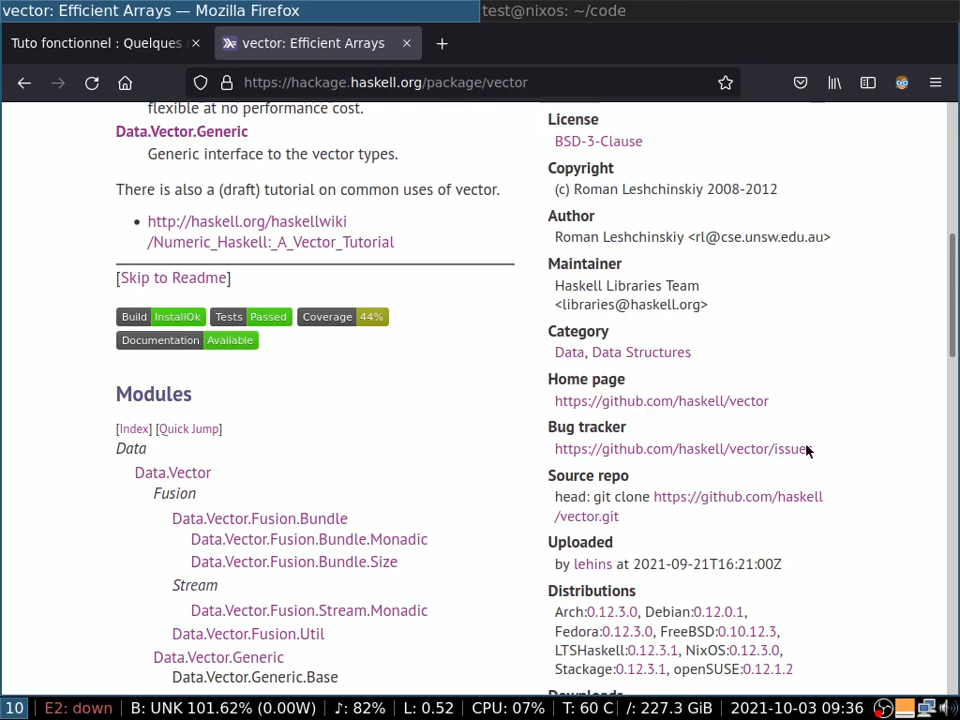 vector: Efficient Arrays — Mozilla Firefox
test@nixos: ~/code
Tuto fonctionnel : Quelques
vector: Efficient Arrays
https://hackage.haskell.org/package/vector
flexible at no performance cost.
Data.Vector.Generic
Generic interface to the vector types.
There is also a (draft) tutorial on common uses of vector.
• http://haskell.org/haskellwiki
/Numeric_Haskell:_A_Vector_Tutorial
[Skip to Readme]
Build InstallOk Tests Passed Coverage 44%
Documentation Available
Modules
[Index] [Quick Jump]
Data
Data.Vector
Fusion
Data.Vector.Fusion.Bundle
Data.Vector.Fusion.Bundle.Monadic
Data.Vector.Fusion.Bundle.Size
Stream
Data.Vector.Fusion.Stream.Monadic
Data.Vector.Fusion.Util
Data.Vector.Generic
Data.Vector.Generic.Base
License
BSD-3-Clause
Copyright
(c) Roman Leshchinskiy 2008-2012
Author
Roman Leshchinskiy <rl@cse.unsw.edu.au>
Maintainer
Haskell Libraries Team
<libraries@haskell.org>
Category
Data, Data Structures
Home page
https://github.com/haskell/vector
Bug tracker
https://github.com/haskell/vector/issues
Source repo
head: git clone https://github.com/haskell
/vector.git
Uploaded
by lehins at 2021-09-21T16:21:00Z
Distributions
Arch:0.12.3.0, Debian:0.12.0.1,
Fedora:0.12.3.0, FreeBSD:0.10.12.3,
LTSHaskell:0.12.3.1, NixOS:0.12.3.0,
Stackage:0.12.3.1, openSUSE:0.12.1.2
Downloads
10 E2: down B: UNK 101.62% (0.00W) ♪: 82% L: 0.52 CPU: 07% T: 60 C /: 227.3 GiB 2021-10-03 09:36